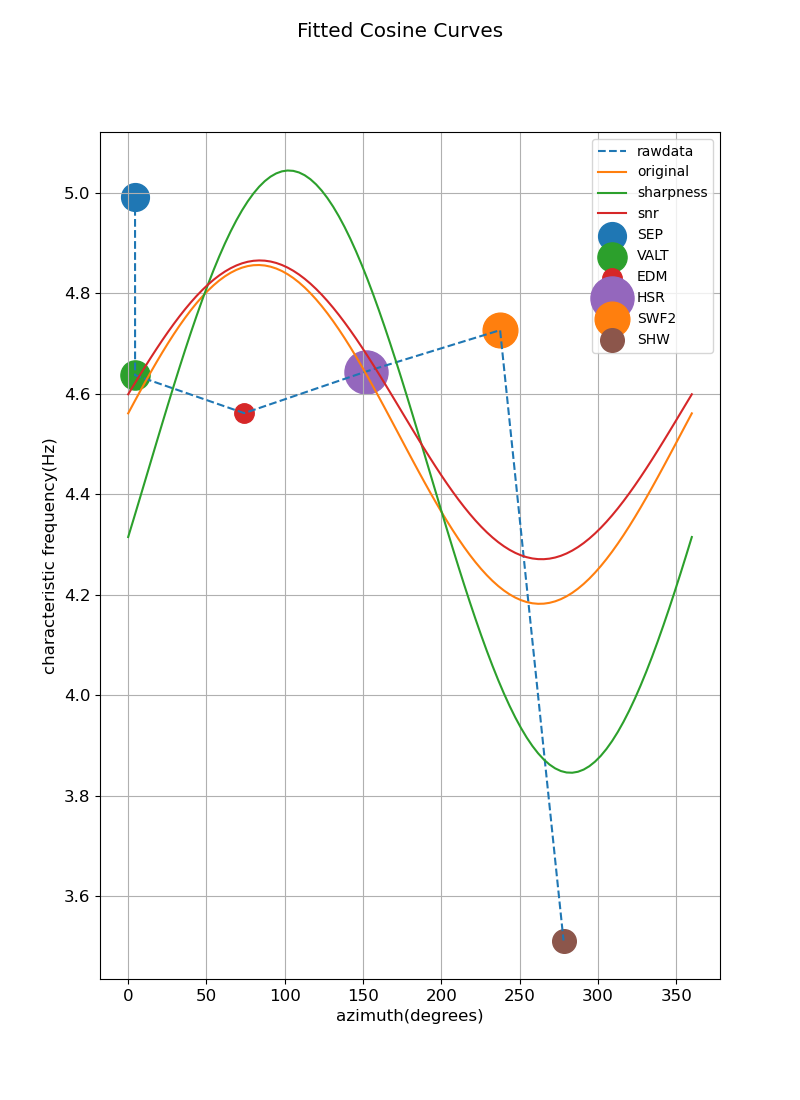 Fitted Cosine Curves
rawdata
original
sharpness
snr
SEP
VALT
EDM
HSR
SWF2
SHW
5.0
4.8
4.6
4.4
4.2
4.0
3.8
3.6
characteristic frequency(Hz)
0 50 100 150 200 250 300 350
azimuth(degrees)